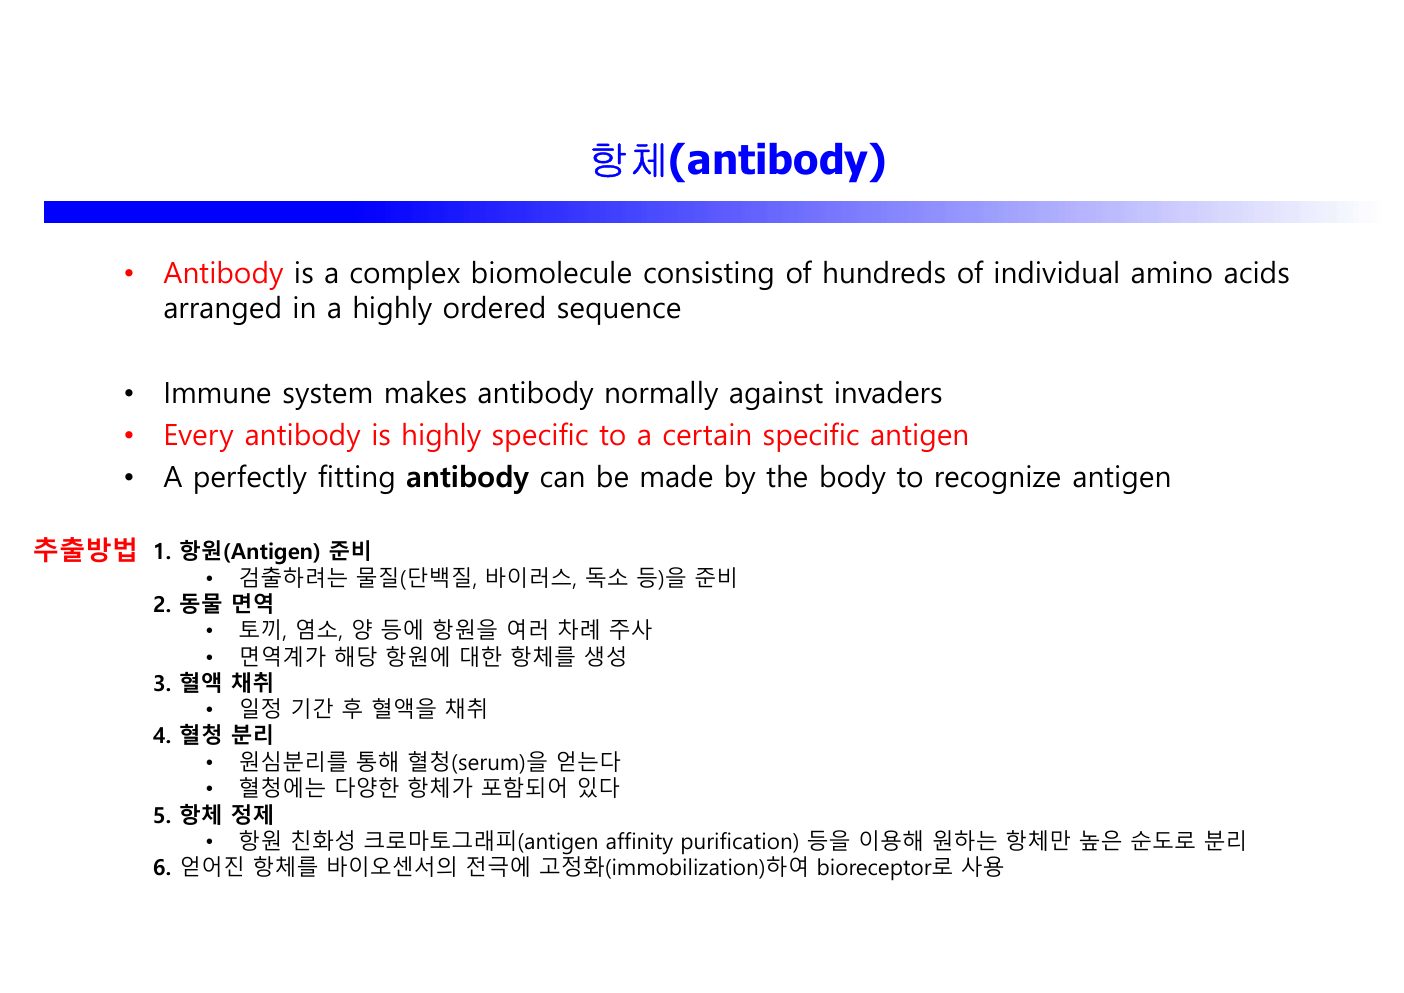 항체(antibody)
• Antibody is a complex biomolecule consisting of hundreds of individual amino acids
arranged in a highly ordered sequence
• Immune system makes antibody normally against invaders
• Every antibody is highly specific to a certain specific antigen
• A perfectly fitting antibody can be made by the body to recognize antigen
추출방법 1. 항원(Antigen) 준비
• 검출하려는 물질(단백질, 바이러스, 독소 등)을 준비
2. 동물 면역
• 토끼, 염소, 양 등에 항원을 여러 차례 주사
• 면역계가 해당 항원에 대한 항체를 생성
3. 혈액 채취
• 일정 기간 후 혈액을 채취
4. 혈청 분리
• 원심분리를 통해 혈청(serum)을 얻는다
• 혈청에는 다양한 항체가 포함되어 있다
5. 항체 정제
• 항원 친화성 크로마토그래피(antigen affinity purification) 등을 이용해 원하는 항체만 높은 순도로 분리
6. 얻어진 항체를 바이오센서의 전극에 고정화(immobilization)하여 bioreceptor로 사용